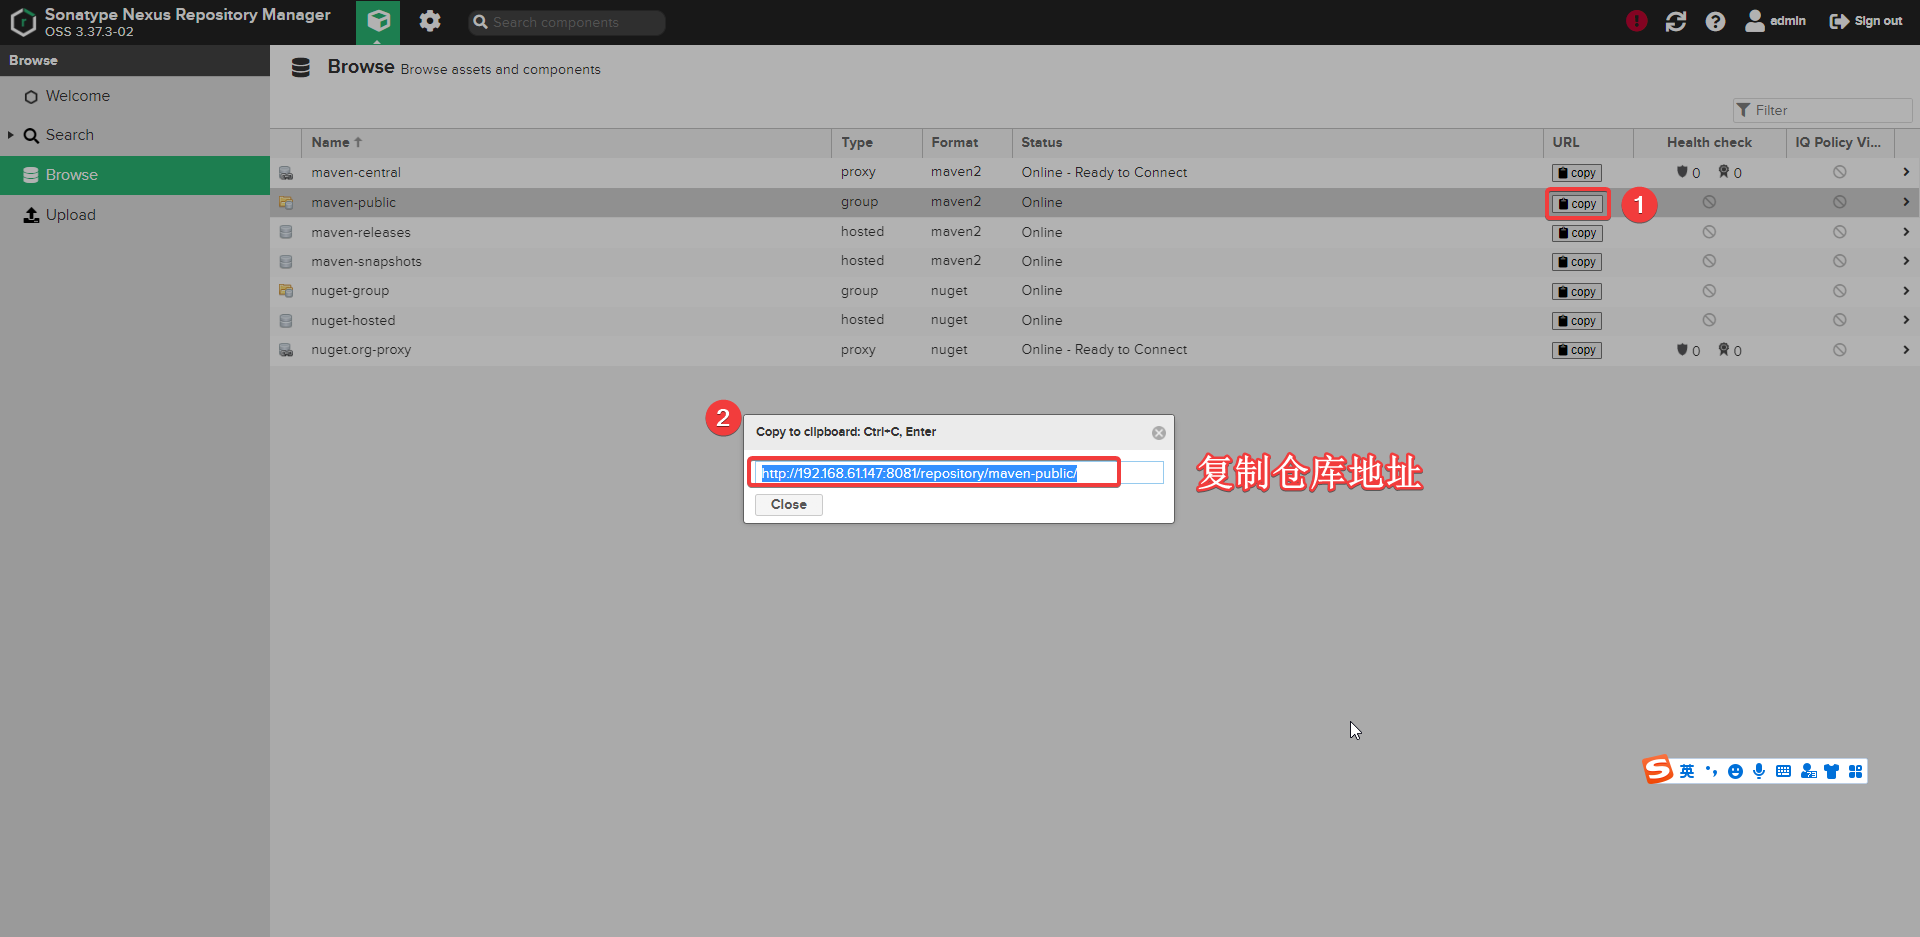 Sonatype Nexus Repository Manager
OSS 3.37.3-02
Search components
admin
Sign out
Browse
Welcome
Search
Browse
Upload
Browse Browse assets and components
Filter
Name Type Format Status URL Health check IQ Policy Vi...
maven-central proxy maven2 Online - Ready to Connect copy 0 0
maven-public group maven2 Online copy 1
maven-releases hosted maven2 Online copy
maven-snapshots hosted maven2 Online copy
nuget-group group nuget Online copy
nuget-hosted hosted nuget Online copy
nuget.org-proxy proxy nuget Online - Ready to Connect copy 0 0
2
Copy to clipboard: Ctrl+C, Enter
http://192.168.61.147:8081/repository/maven-public/
Close
复制仓库地址
S 英